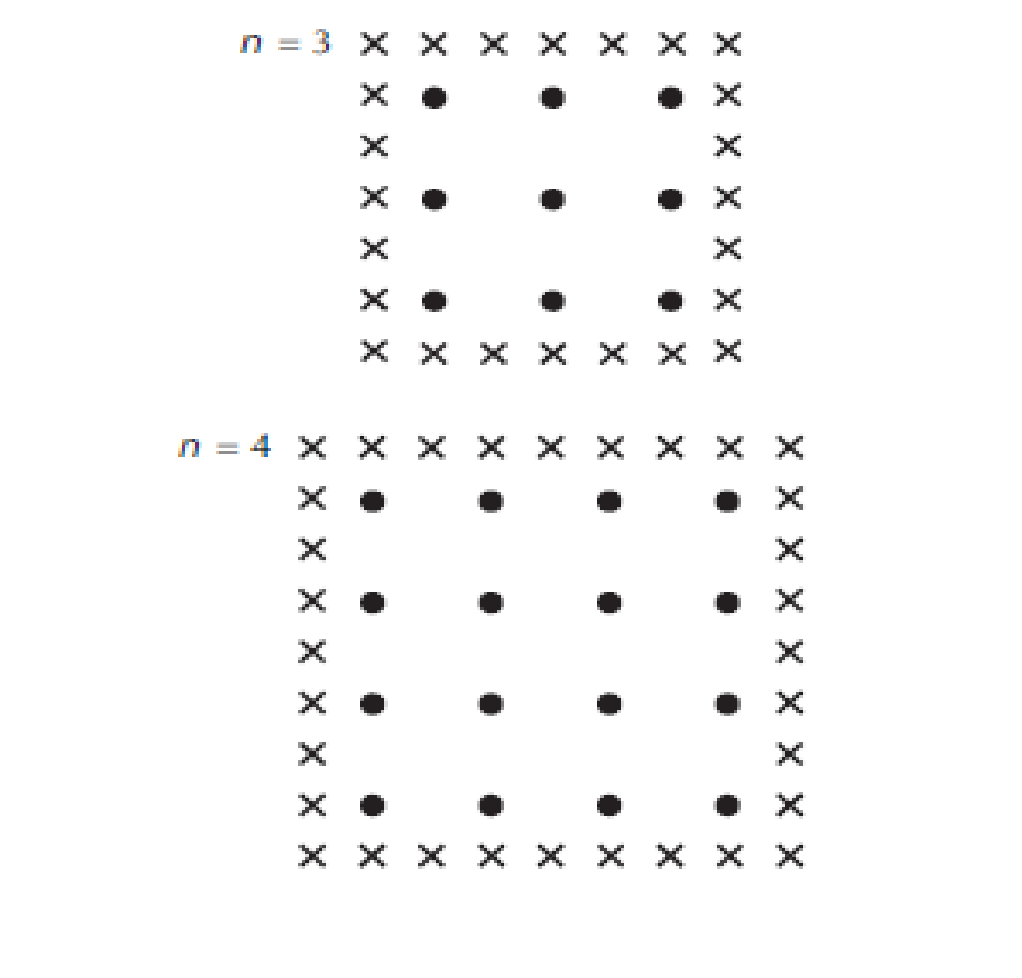 n = 3
n = 4